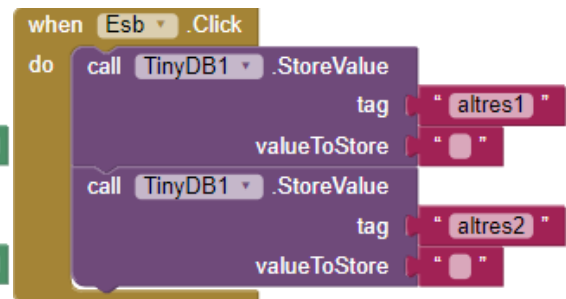 when Esb .Click
do call TinyDB1 .StoreValue
tag " altres1 "
valueToStore " "
call TinyDB1 .StoreValue
tag " altres2 "
valueToStore " "